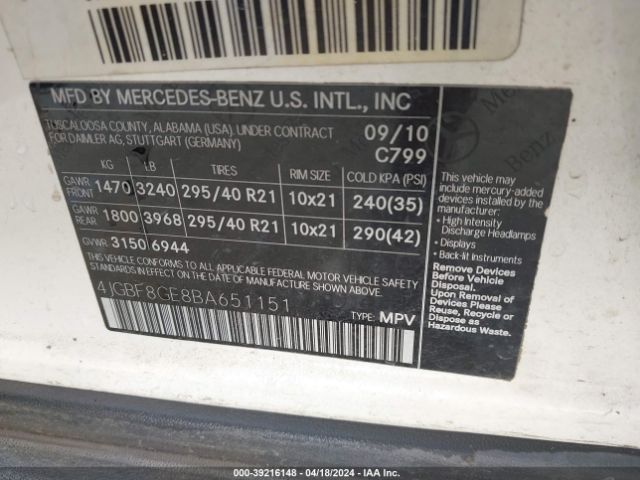 MFD BY MERCEDES-BENZ U.S. INTL., INC
TUSCALOOSA COUNTY, ALABAMA (USA). UNDER CONTRACT
FOR DAIMLER AG, STUTTGART (GERMANY)
09/10
C799
KG LB TIRES RIM SIZE COLD KPA (PSI)
GAWR FRONT 1470 3240 295/40 R21 10x21 240(35)
GAWR REAR 1800 3968 295/40 R21 10x21 290(42)
GVWR 3150 6944
THIS VEHICLE CONFORMS TO ALL APPLICABLE FEDERAL MOTOR VEHICLE SAFETY
STANDARDS IN EFFECT ON THE DATE OF MANUFACTURE SHOWN ABOVE.
4JGBF8GE8BA651151
TYPE: MPV
This vehicle may
include mercury-added
devices installed by the
manufacturer:
- High Intensity
Discharge Headlamps
- Displays
- Back-lit Instruments
Remove Devices
Before Vehicle
Disposal.
Upon Removal of
Devices Please
Reuse, Recycle
or Dispose as
Hazardous Waste.
000-39216148 - 04/18/2024 - IAA Inc.